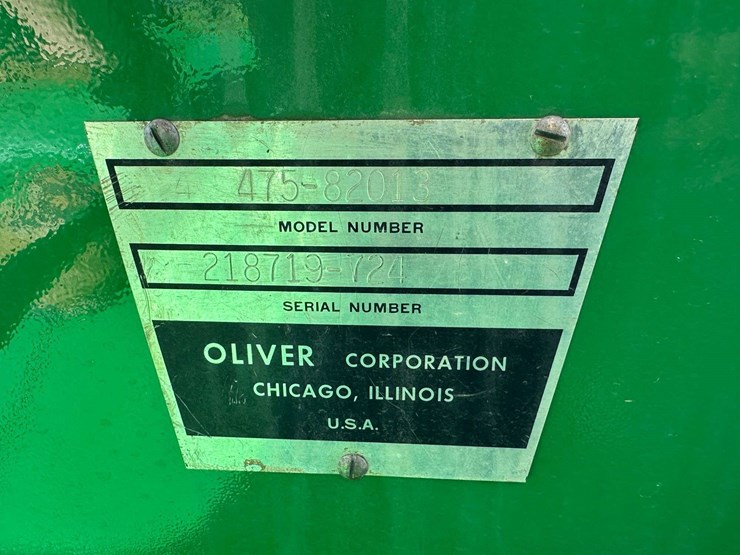 475-82013
MODEL NUMBER
218719-724
SERIAL NUMBER
OLIVER CORPORATION
CHICAGO, ILLINOIS
U.S.A.